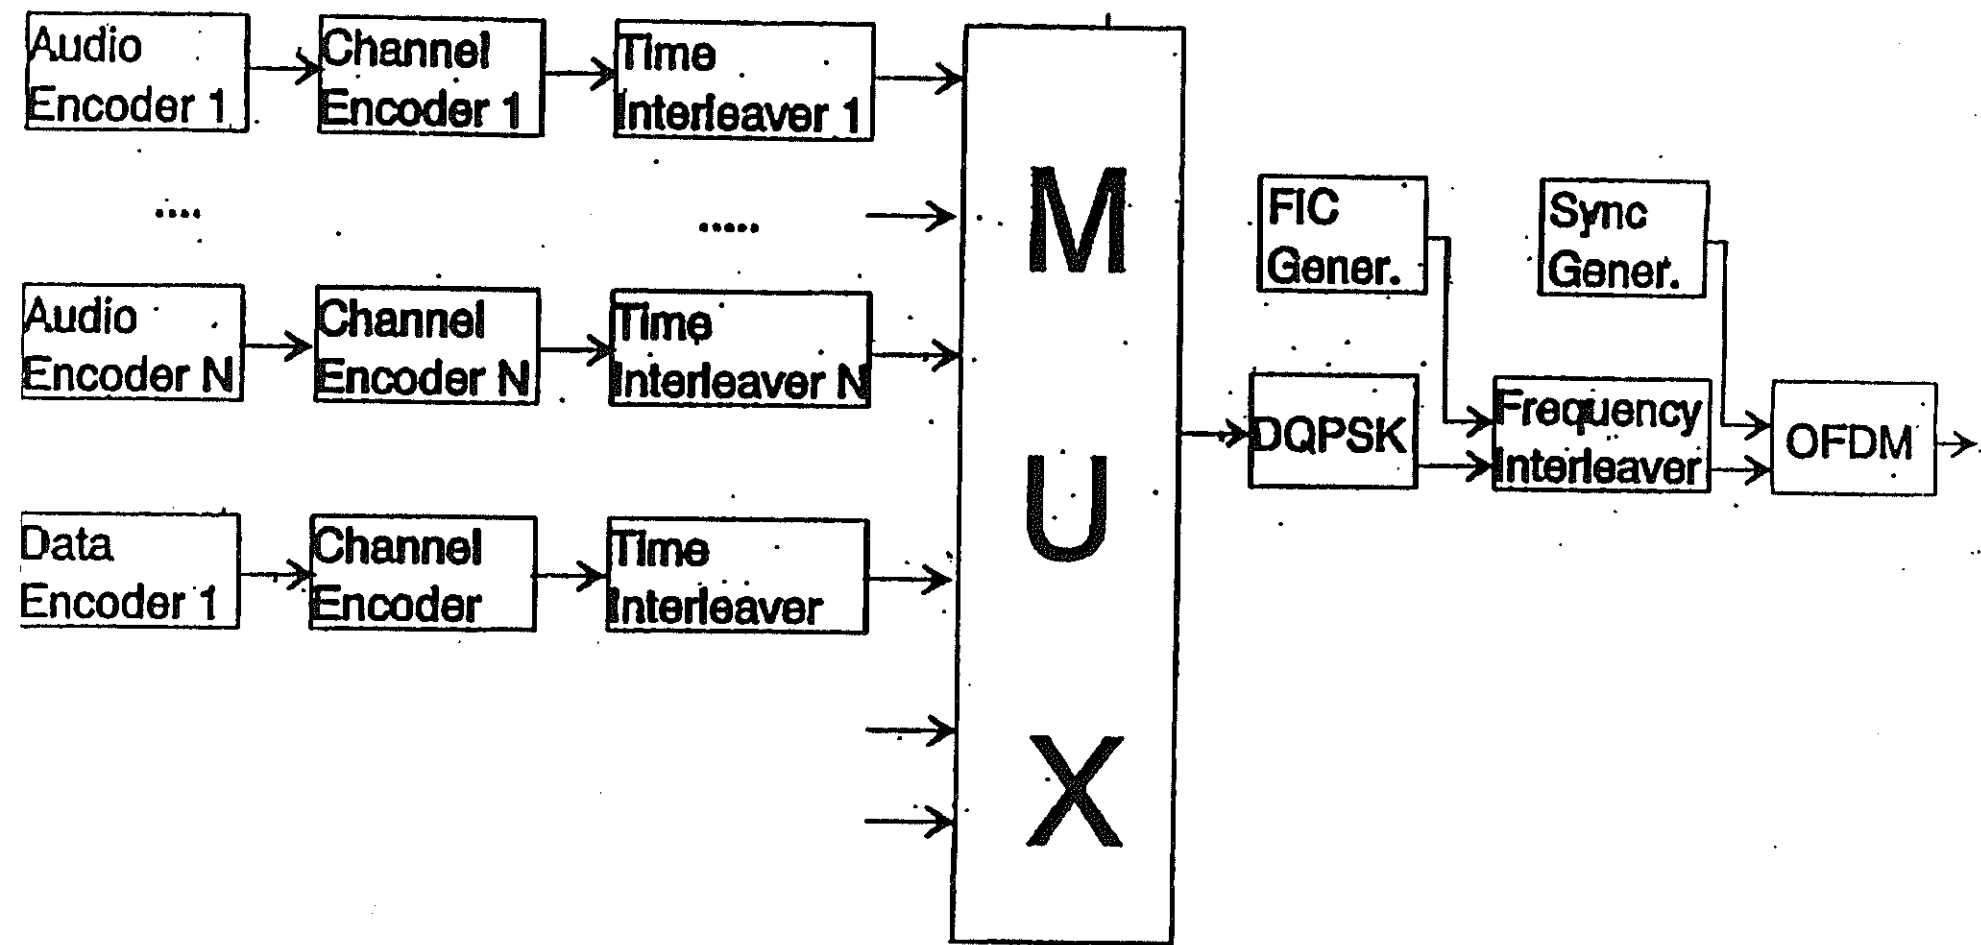 Audio
Encoder 1
Channel
Encoder 1
Time
Interleaver 1
....
.....
Audio
Encoder N
Channel
Encoder N
Time
Interleaver N
Data
Encoder 1
Channel
Encoder
Time
Interleaver
M
U
X
FIC
Gener.
Sync
Gener.
DQPSK
Frequency
Interleaver
OFDM